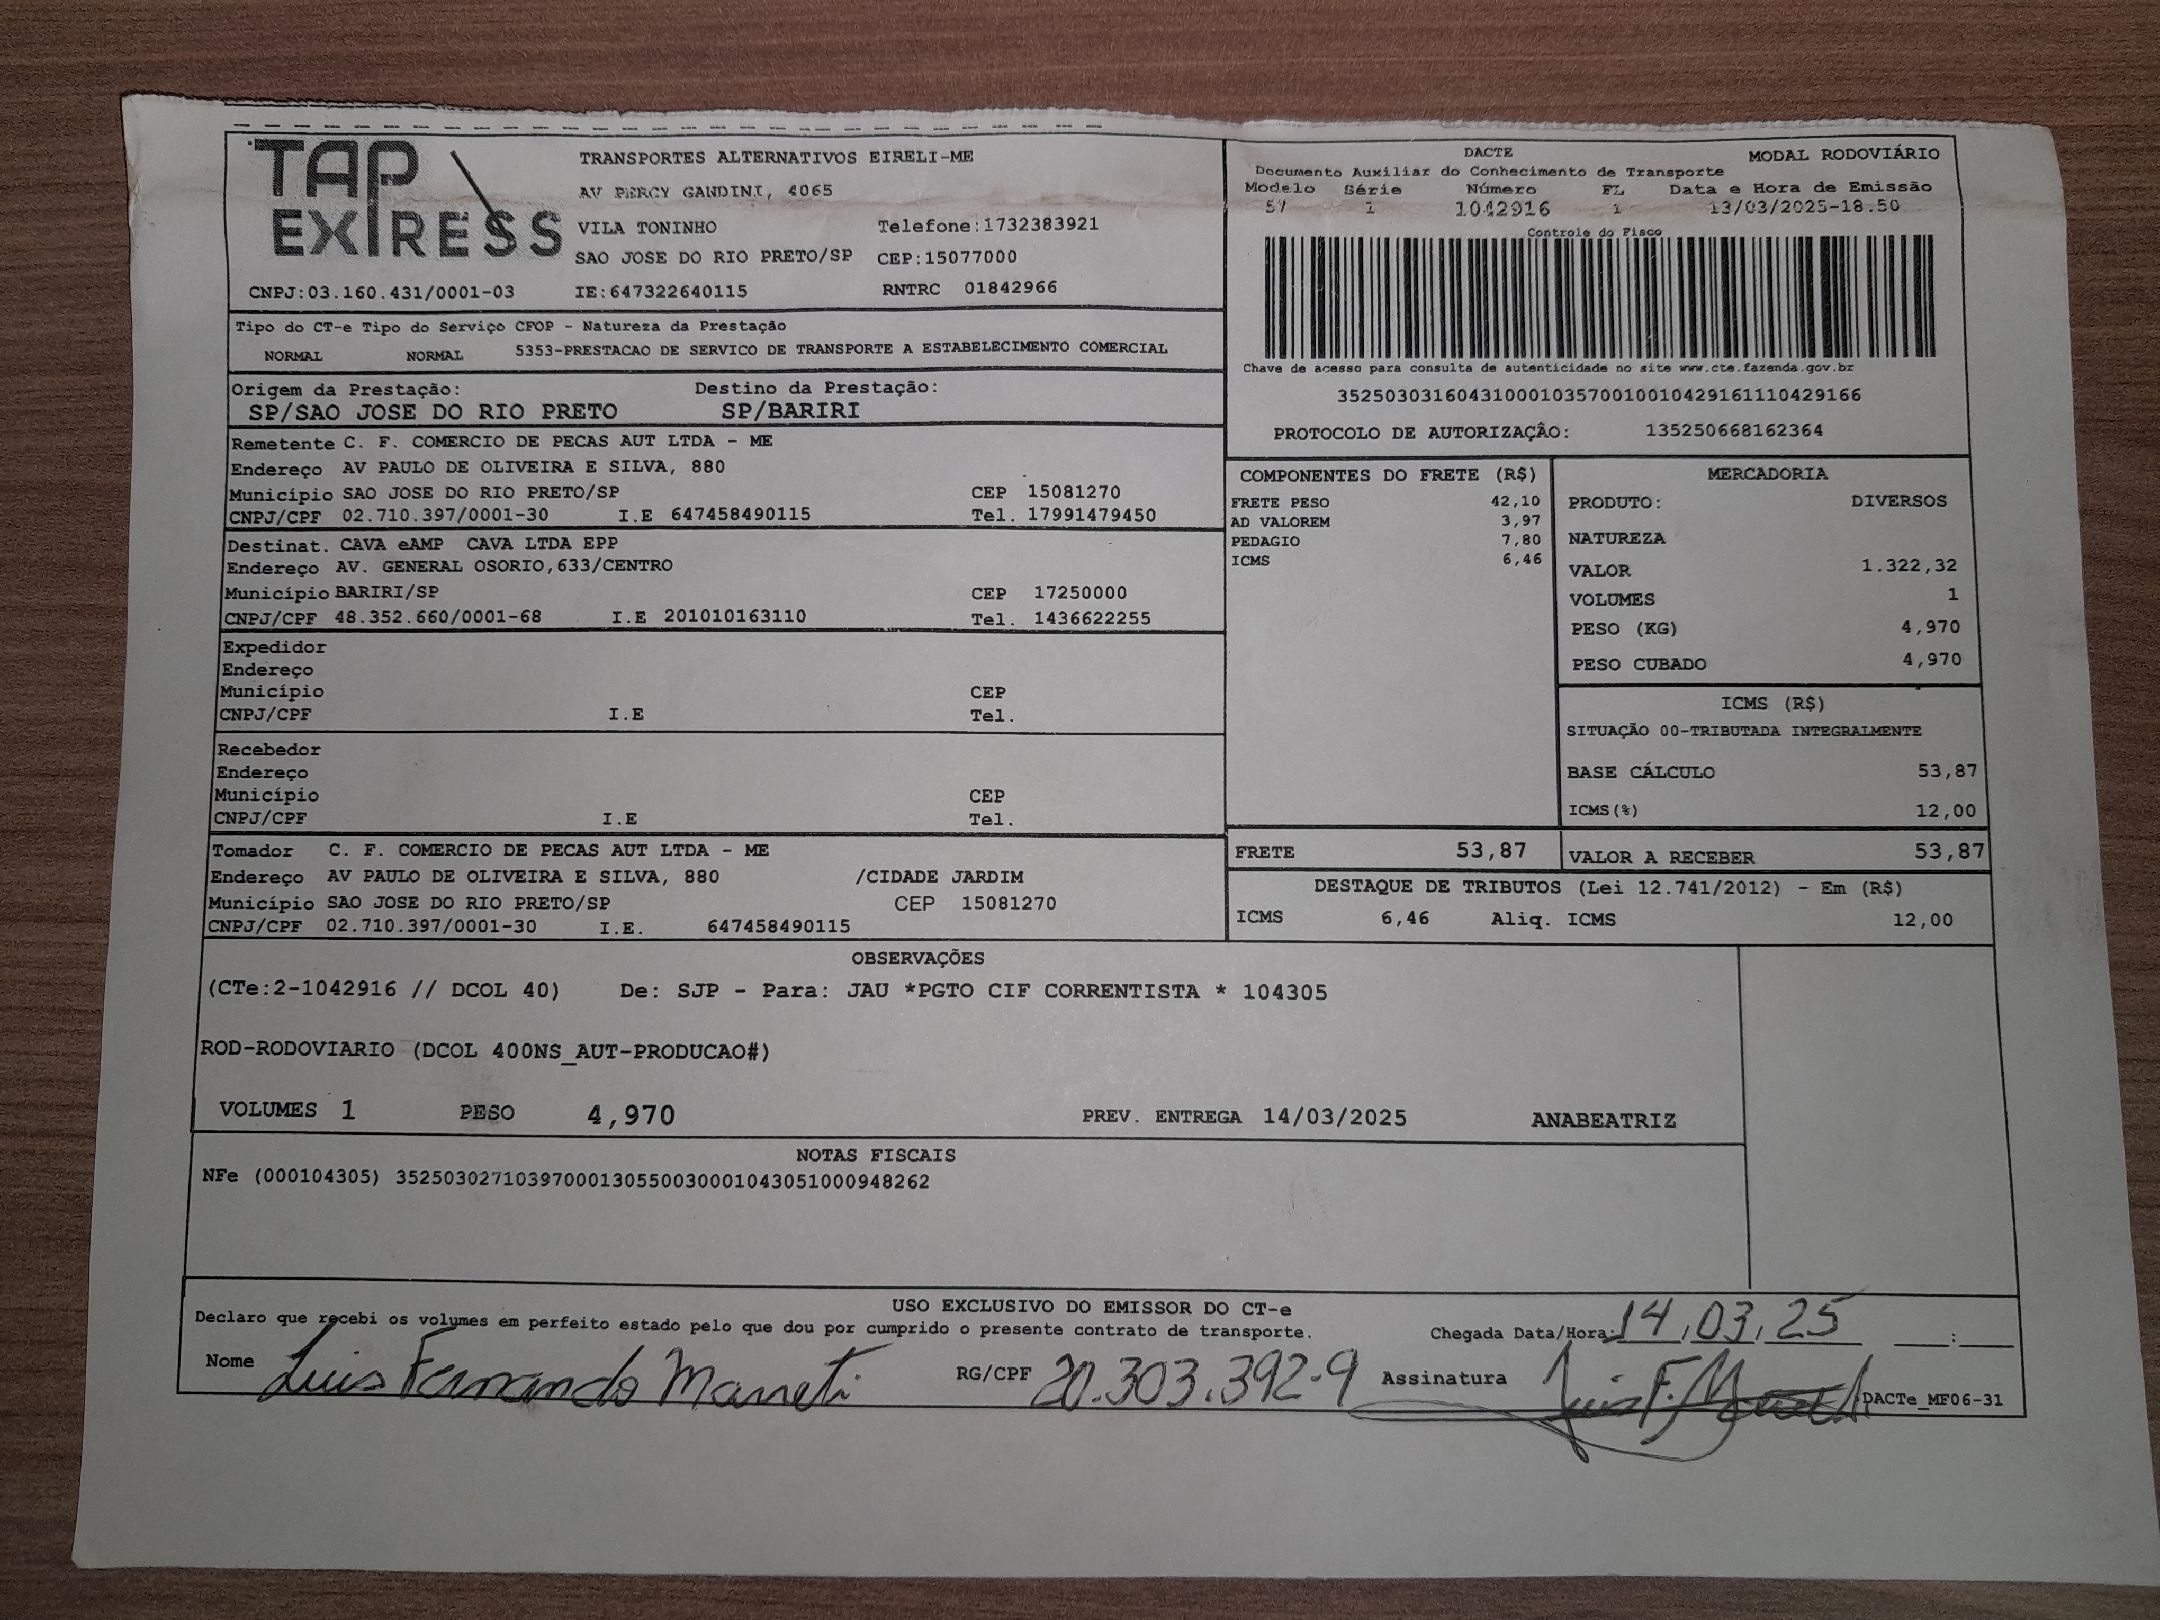 TAP EXPRESS
TRANSPORTES ALTERNATIVOS EIRELI-ME
AV PERCY GANDINI, 4065
VILA TONINHO Telefone:1732383921
SAO JOSE DO RIO PRETO/SP CEP:15077000
CNPJ:03.160.431/0001-03 IE:647322640115 RNTRC 01842966
DACTE MODAL RODOVIÁRIO
Documento Auxiliar do Conhecimento de Transporte
Modelo Série Número FL Data e Hora de Emissão
57 1 1042916 1 13/03/2025-18.50
Controle do Fisco
Chave de acesso para consulta de autenticidade no site www.cte.fazenda.gov.br
35250303160431000103570010010429161110429166
PROTOCOLO DE AUTORIZAÇÃO: 135250668162364
Tipo do CT-e Tipo do Serviço CFOP - Natureza da Prestação
NORMAL NORMAL 5353-PRESTACAO DE SERVICO DE TRANSPORTE A ESTABELECIMENTO COMERCIAL
Origem da Prestação: Destino da Prestação:
SP/SAO JOSE DO RIO PRETO SP/BARIRI
Remetente C. F. COMERCIO DE PECAS AUT LTDA - ME
Endereço AV PAULO DE OLIVEIRA E SILVA, 880
Município SAO JOSE DO RIO PRETO/SP CEP 15081270
CNPJ/CPF 02.710.397/0001-30 I.E 647458490115 Tel. 17991479450
Destinat. CAVA eAMP CAVA LTDA EPP
Endereço AV. GENERAL OSORIO,633/CENTRO
Município BARIRI/SP CEP 17250000
CNPJ/CPF 48.352.660/0001-68 I.E 201010163110 Tel. 1436622255
Expedidor
Endereço
Município CEP
CNPJ/CPF I.E Tel.
Recebedor
Endereço
Município CEP
CNPJ/CPF I.E Tel.
Tomador C. F. COMERCIO DE PECAS AUT LTDA - ME
Endereço AV PAULO DE OLIVEIRA E SILVA, 880 /CIDADE JARDIM
Município SAO JOSE DO RIO PRETO/SP CEP 15081270
CNPJ/CPF 02.710.397/0001-30 I.E. 647458490115
COMPONENTES DO FRETE (R$)
FRETE PESO 42,10
AD VALOREM 3,97
PEDAGIO 7,80
ICMS 6,46
MERCADORIA
PRODUTO: DIVERSOS
NATUREZA
VALOR 1.322,32
VOLUMES 1
PESO (KG) 4,970
PESO CUBADO 4,970
ICMS (R$)
SITUAÇÃO 00-TRIBUTADA INTEGRALMENTE
BASE CÁLCULO 53,87
ICMS(%) 12,00
FRETE 53,87 VALOR A RECEBER 53,87
DESTAQUE DE TRIBUTOS (Lei 12.741/2012) - Em (R$)
ICMS 6,46 Aliq. ICMS 12,00
OBSERVAÇÕES
(CTe:2-1042916 // DCOL 40) De: SJP - Para: JAU *PGTO CIF CORRENTISTA * 104305
ROD-RODOVIARIO (DCOL 400NS_AUT-PRODUCAO#)
VOLUMES 1 PESO 4,970 PREV. ENTREGA 14/03/2025 ANABEATRIZ
NOTAS FISCAIS
NFe (000104305) 35250302710397000130550030001043051000948262
USO EXCLUSIVO DO EMISSOR DO CT-e
Declaro que recebi os volumes em perfeito estado pelo que dou por cumprido o presente contrato de transporte. Chegada Data/Hora: 14,03,25 :
Nome Luis Fernando RG/CPF 20.303.392-9 Assinatura Luis F. DACTe_MF06-31